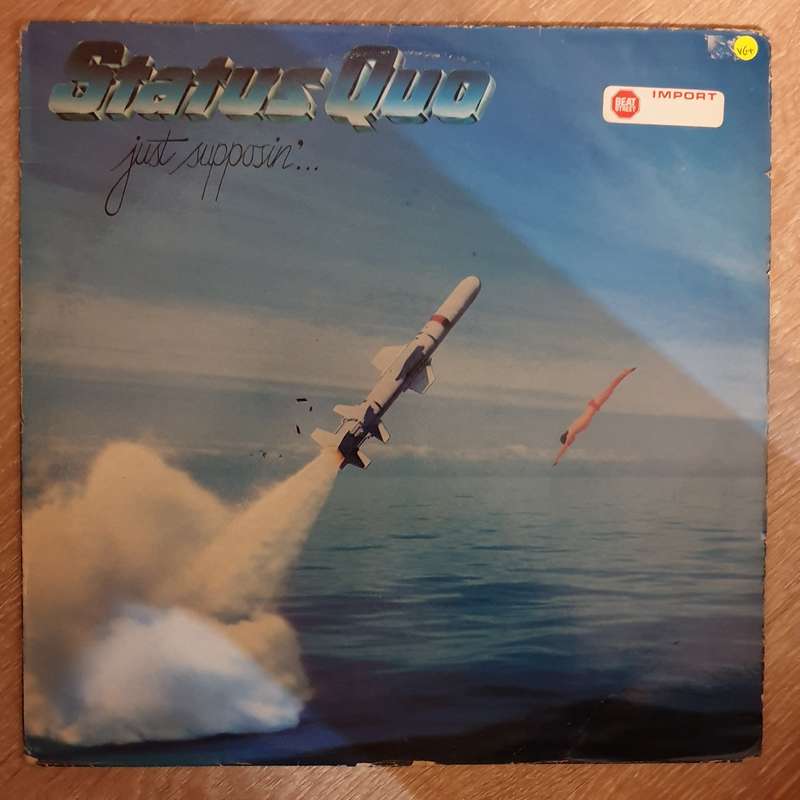 Status Quo
just supposin'...
BEAT STREET
IMPORT
VG+